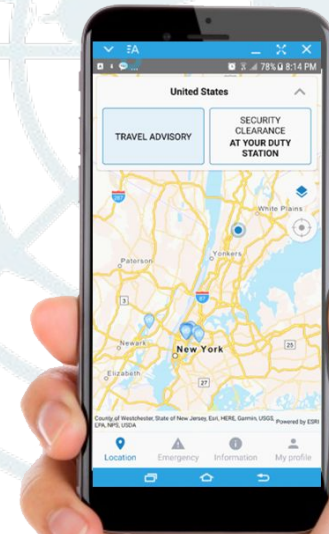 EA
78% 8:14 PM
United States
TRAVEL ADVISORY
SECURITY
CLEARANCE
AT YOUR DUTY
STATION
287
White Plains
Paterson
Yonkers
3
87
Newark
New York
25
Elizabeth
27
County of Westchester, State of New Jersey, Esri, HERE, Garmin, USGS,
EPA, NPS, USDA
Powered by ESRI
Location
Emergency
Information
My profile